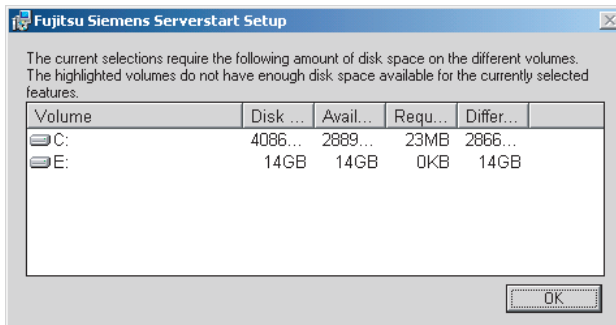 Fujitsu Siemens Serverstart Setup
The current selections require the following amount of disk space on the different volumes.
The highlighted volumes do not have enough disk space available for the currently selected
features.
Volume Disk ... Avail... Requ... Differ...
C: 4086... 2889... 23MB 2866...
E: 14GB 14GB 0KB 14GB
OK